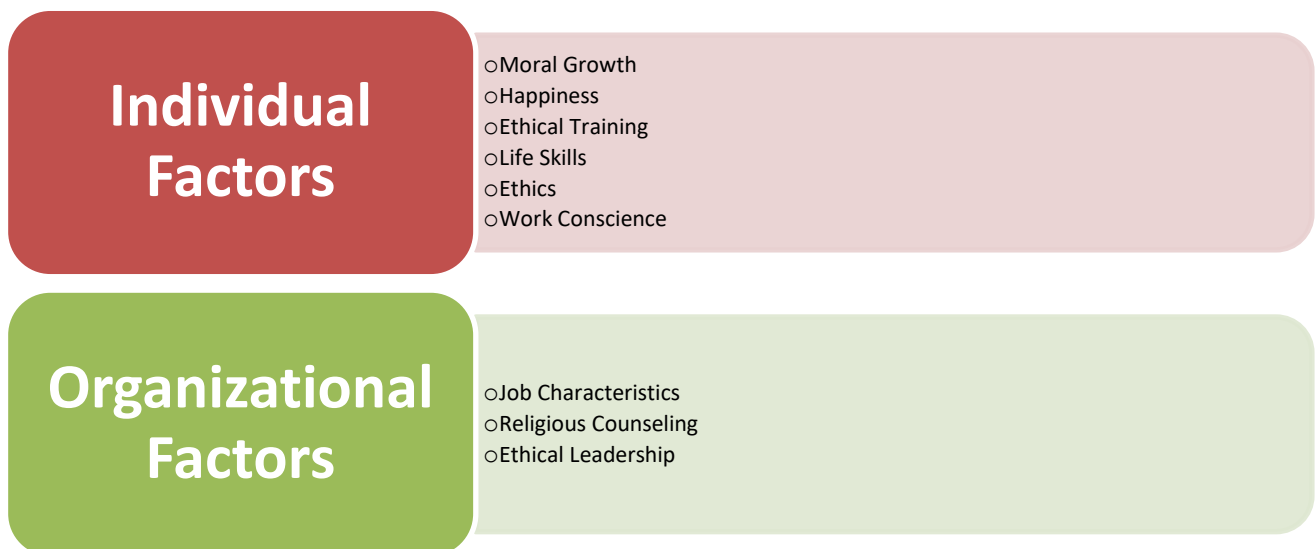 Individual
Factors
oMoral Growth
oHappiness
oEthical Training
oLife Skills
oEthics
oWork Conscience
Organizational
Factors
oJob Characteristics
oReligious Counseling
oEthical Leadership